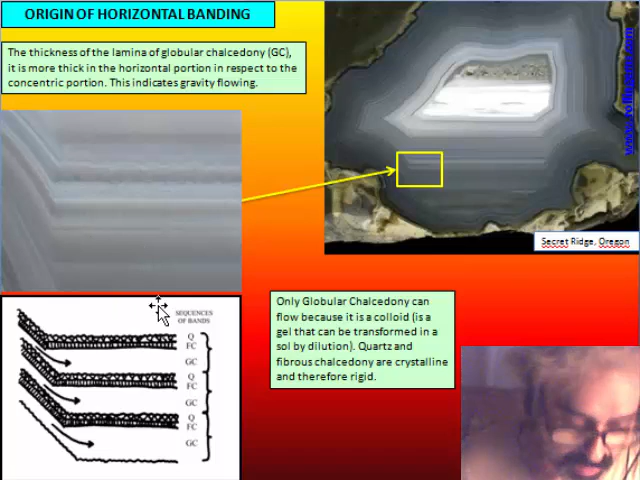 ORIGIN OF HORIZONTAL BANDING
The thickness of the lamina of globular chalcedony (GC),
it is more thick in the horizontal portion in respect to the
concentric portion. This indicates gravity flowing.
Secret Ridge, Oregon
Only Globular Chalcedony can
flow because it is a colloid (is a
gel that can be transformed in a
sol by dilution). Quartz and
fibrous chalcedony are crystalline
and therefore rigid.
SEQUENCES
OF BANDS
Q
FC
GC
Q
FC
GC
Q
FC
GC